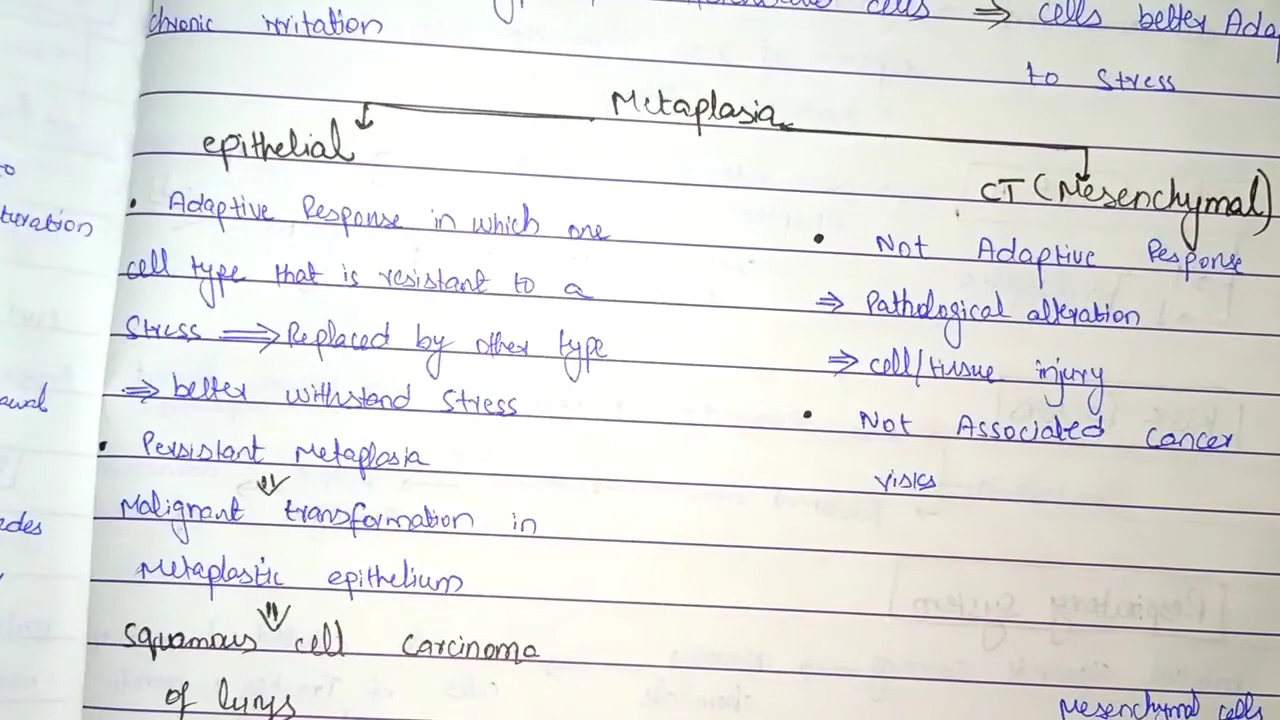 cells ⇒ cells better Ada
chronic irritation
to Stress
Metaplasia
epithelial
CT (Mesenchymal)
• Adaptive Response in which one
cell type that is resistant to a
Stress ⟹ Replaced by other type
⇒ better withstand Stress
• Persistant Metaplasia
⇓
Malignant transformation in
Metaplastic epithelium
⇓
Squamous cell carcinoma
of lungs
• Not Adaptive Response
⇒ Pathological alteration
⇒ cell/tissue injury
• Not Associated cancer
risks
Mesenchymal cells
turation
awal